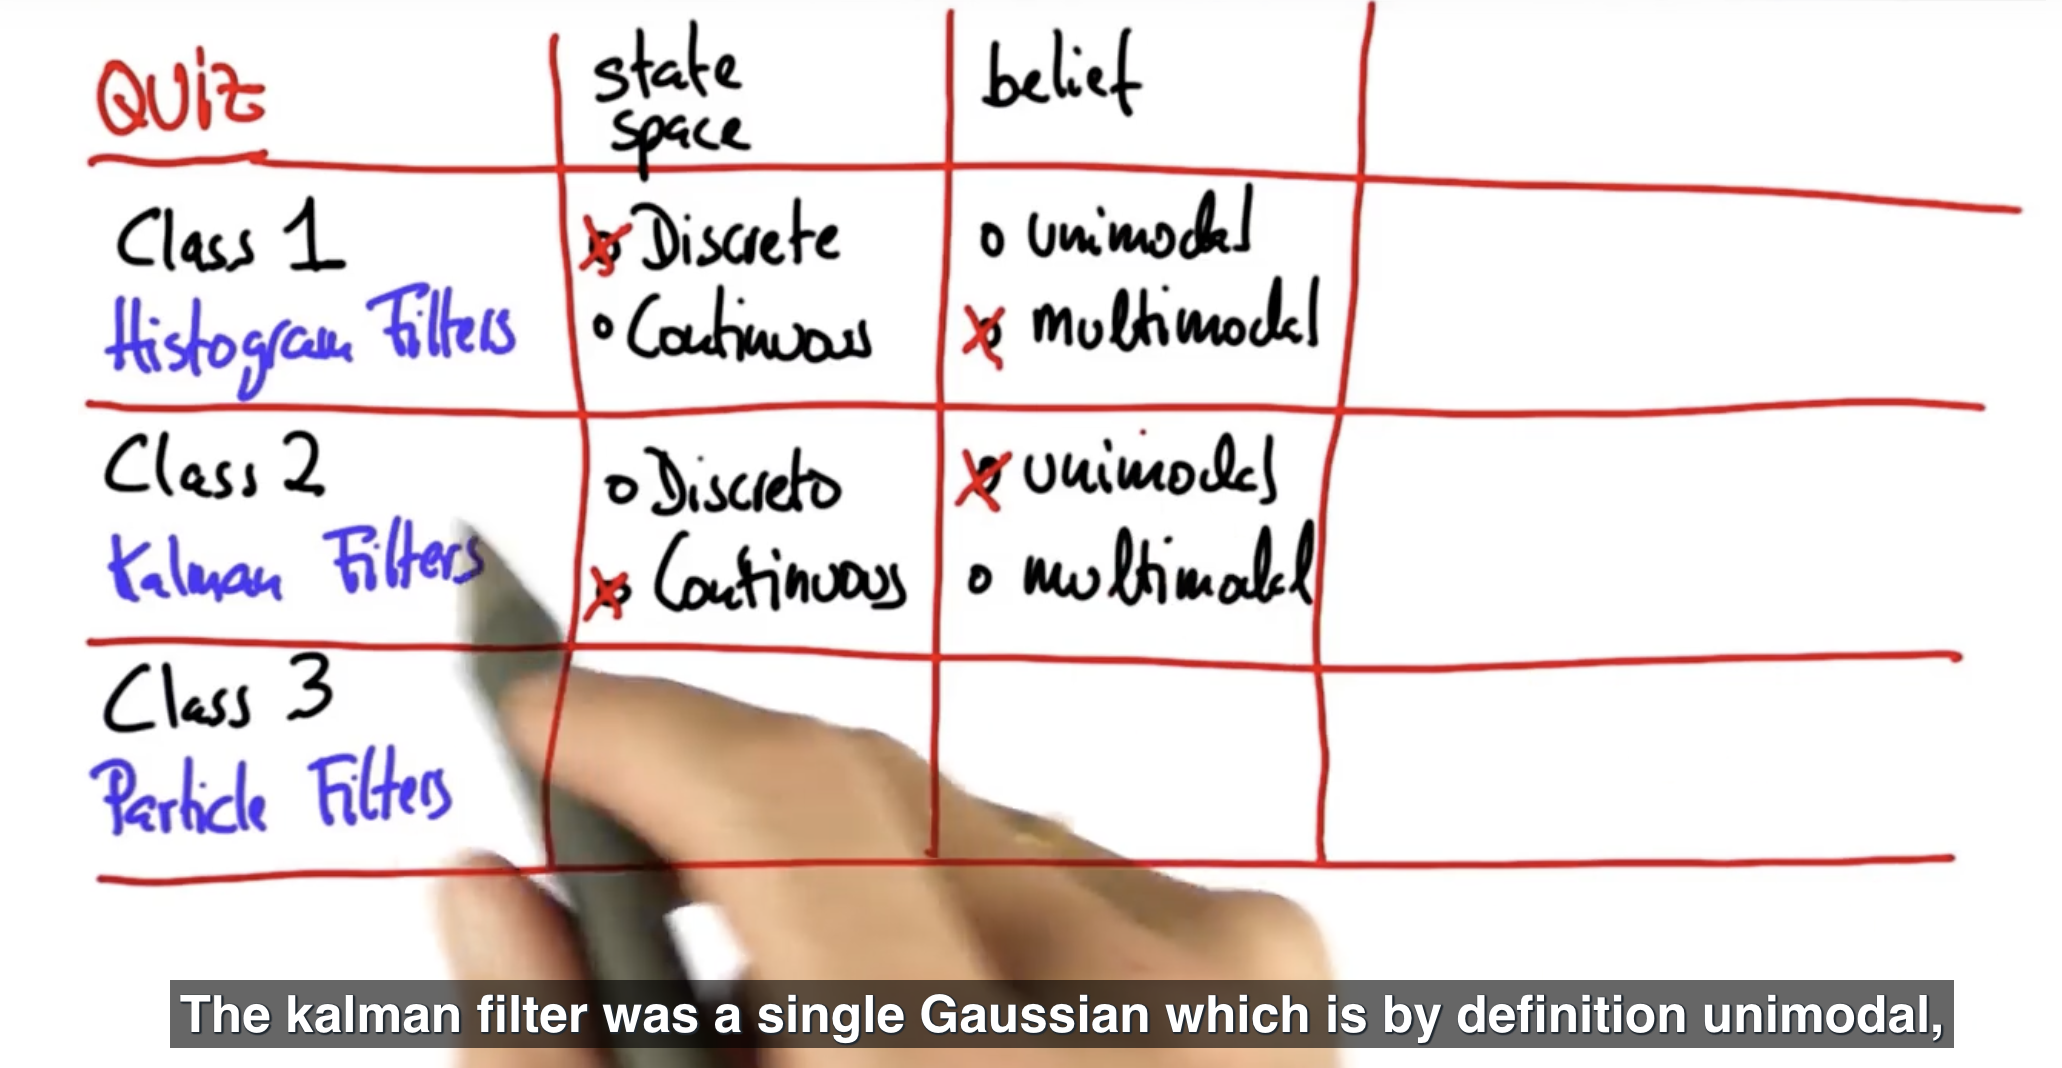 QUIZ
state
space
belief
Class 1
Histogram Filters
o Discrete
o Continuous
o unimodal
o multimodal
Class 2
Kalman Filters
o Discrete
o Continuous
o unimodal
o multimodal
Class 3
Particle Filters
The kalman filter was a single Gaussian which is by definition unimodal,